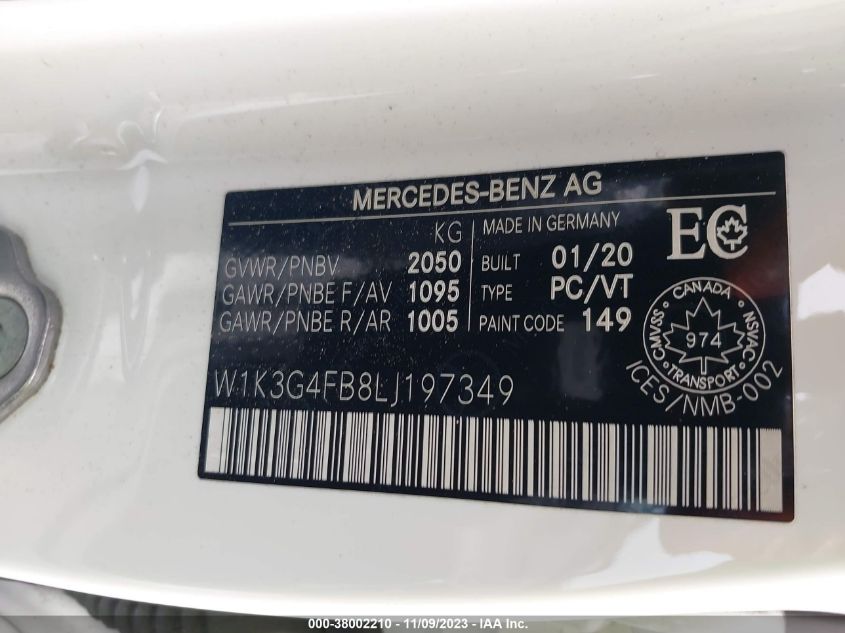 MERCEDES-BENZ AG
KG
GVWR/PNBV 2050
GAWR/PNBE F/AV 1095
GAWR/PNBE R/AR 1005
MADE IN GERMANY
BUILT 01/20
TYPE PC/VT
PAINT CODE 149
EC
CANADA
CMVSS
NSVAC
974
TRANSPORT
ICES/NMB-002
W1K3G4FB8LJ197349
000-38002210 - 11/09/2023 - IAA Inc.